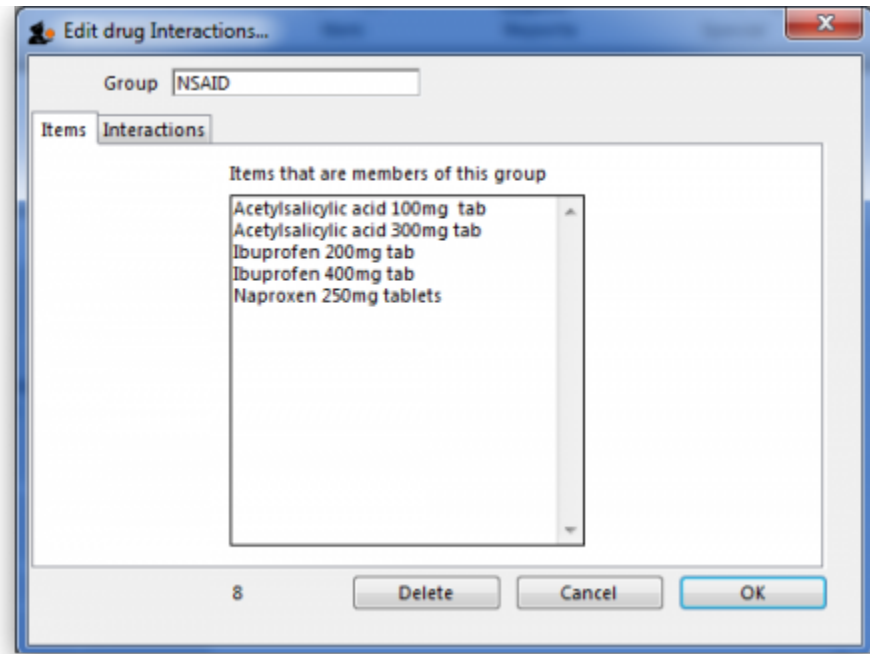 Edit drug Interactions...
Group NSAID
Items Interactions
Items that are members of this group
Acetylsalicylic acid 100mg  tab
Acetylsalicylic acid 300mg tab
Ibuprofen 200mg tab
Ibuprofen 400mg tab
Naproxen 250mg tablets
8 Delete Cancel OK